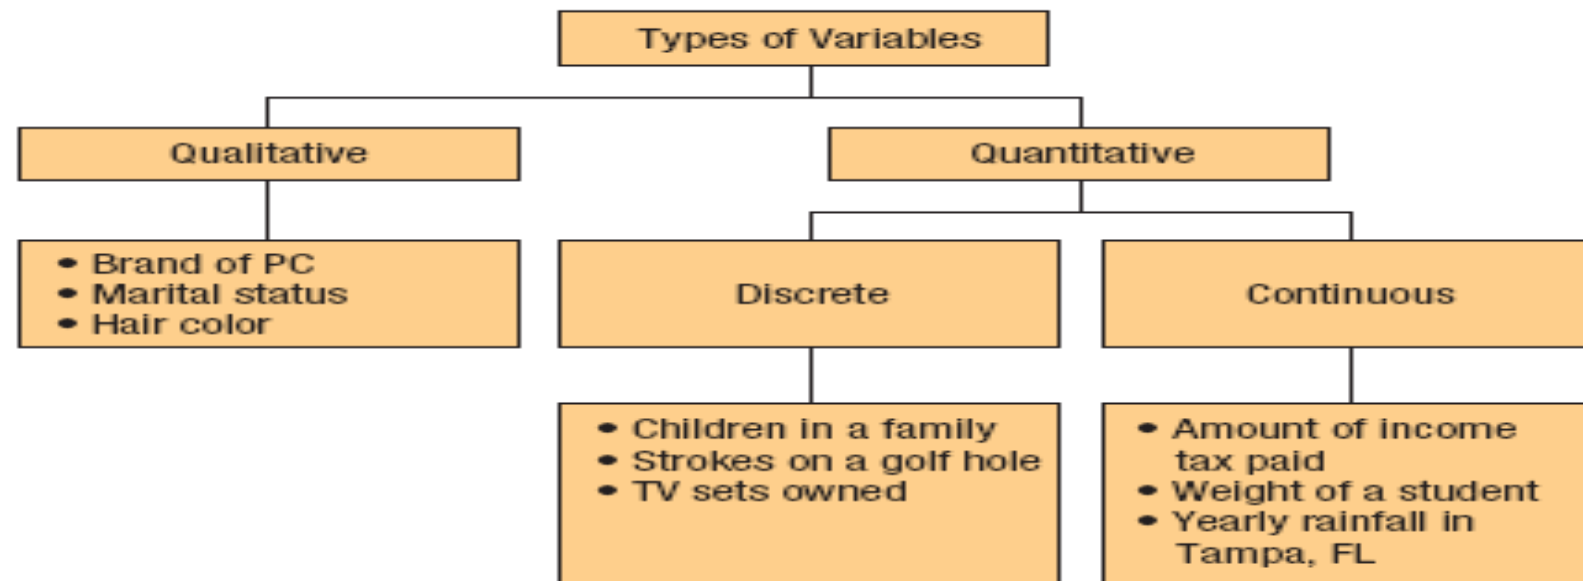 Types of Variables
Qualitative
Quantitative
• Brand of PC
• Marital status
• Hair color
Discrete
Continuous
• Children in a family
• Strokes on a golf hole
• TV sets owned
• Amount of income
tax paid
• Weight of a student
• Yearly rainfall in
Tampa, FL